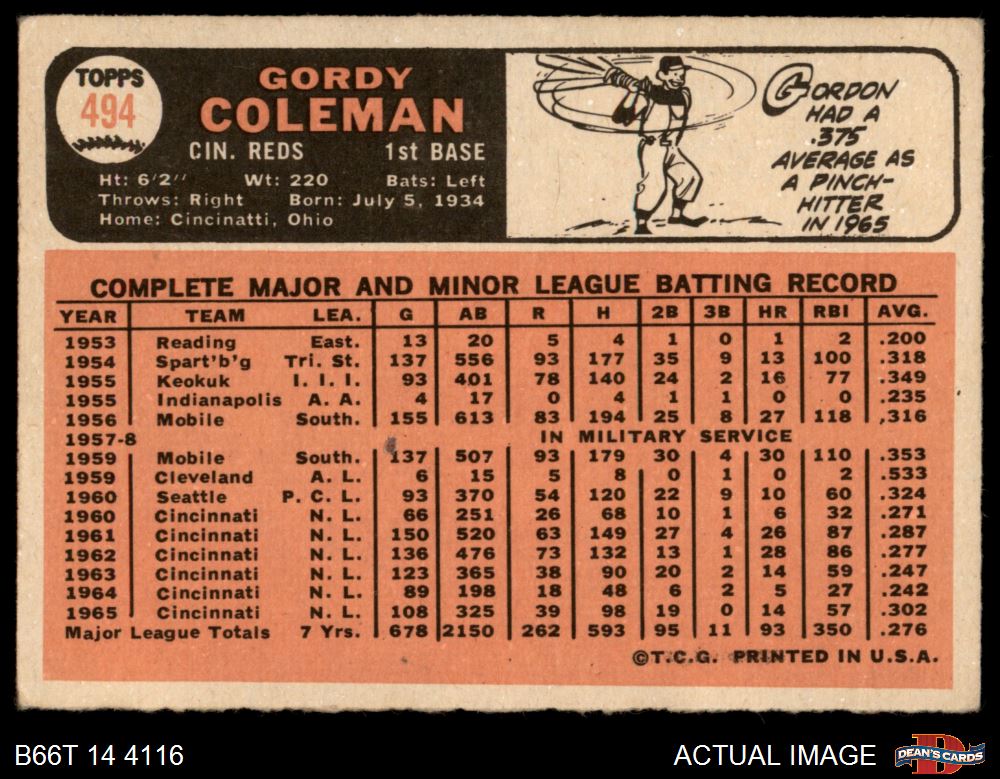 TOPPS
494
GORDY
COLEMAN
CIN. REDS 1st BASE
Ht: 6'2" Wt: 220 Bats: Left
Throws: Right Born: July 5, 1934
Home: Cincinatti, Ohio
GORDON
HAD A
.375
AVERAGE AS
A PINCH-
HITTER
IN 1965
COMPLETE MAJOR AND MINOR LEAGUE BATTING RECORD
YEAR TEAM LEA. G AB R H 2B 3B HR RBI AVG.
1953 Reading East. 13 20 5 4 1 0 1 2 .200
1954 Spart'b'g Tri. St. 137 556 93 177 35 9 13 100 .318
1955 Keokuk I. I. I. 93 401 78 140 24 2 16 77 .349
1955 Indianapolis A. A. 4 17 0 4 1 1 0 0 .235
1956 Mobile South. 155 613 83 194 25 8 27 118 ,316
1957-8 IN MILITARY SERVICE
1959 Mobile South. 137 507 93 179 30 4 30 110 .353
1959 Cleveland A. L. 6 15 5 8 0 1 0 2 .533
1960 Seattle P. C. L. 93 370 54 120 22 9 10 60 .324
1960 Cincinnati N. L. 66 251 26 68 10 1 6 32 .271
1961 Cincinnati N. L. 150 520 63 149 27 4 26 87 .287
1962 Cincinnati N. L. 136 476 73 132 13 1 28 86 .277
1963 Cincinnati N. L. 123 365 38 90 20 2 14 59 .247
1964 Cincinnati N. L. 89 198 18 48 6 2 5 27 .242
1965 Cincinnati N. L. 108 325 39 98 19 0 14 57 .302
Major League Totals 7 Yrs. 678 2150 262 593 95 11 93 350 .276
©T.C.G. PRINTED IN U.S.A.
B66T 14 4116
ACTUAL IMAGE
DEAN'S CARDS